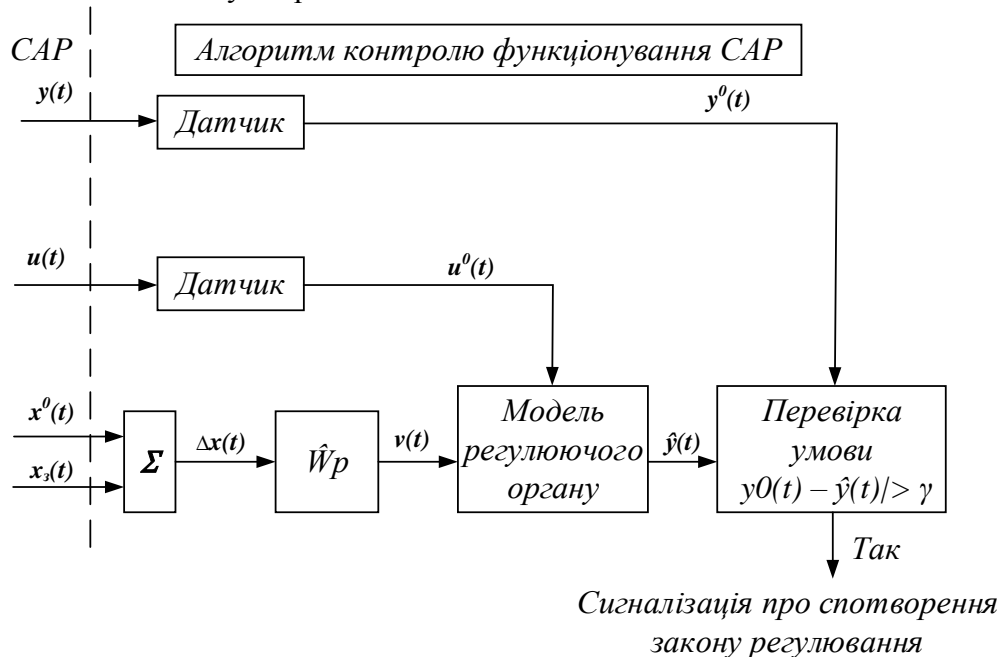 САР
Алгоритм контролю функціонування САР
y(t)
Датчик
y⁰(t)
u(t)
Датчик
u⁰(t)
x⁰(t)
xз(t)
Σ
Δx(t)
Ŵp
v(t)
Модель
регулюючого
органу
ŷ(t)
Перевірка
умови
y0(t) – ŷ(t)|> γ
Так
Сигналізація про спотворення
закону регулювання